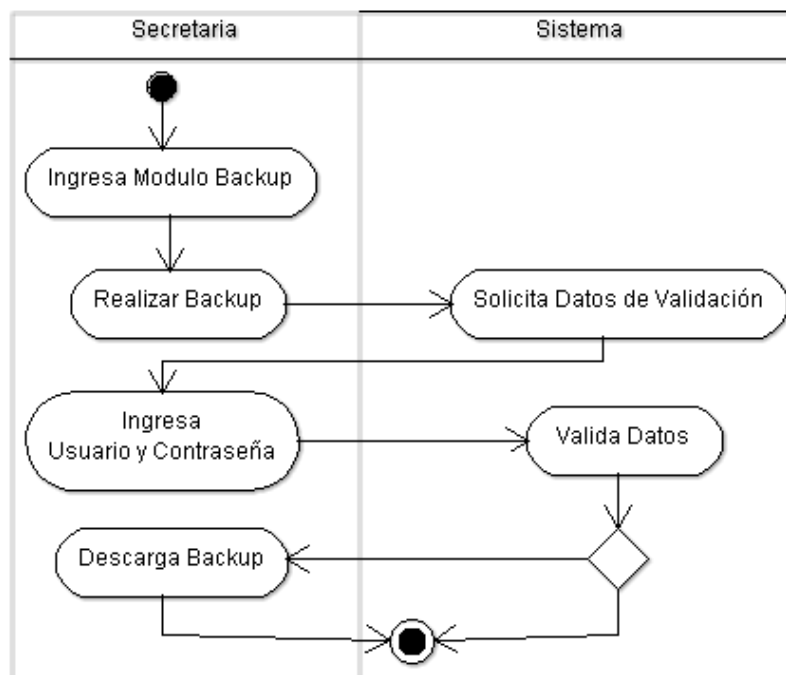 Secretaria
Sistema
Ingresa Modulo Backup
Realizar Backup
Solicita Datos de Validación
Ingresa
Usuario y Contraseña
Valida Datos
Descarga Backup